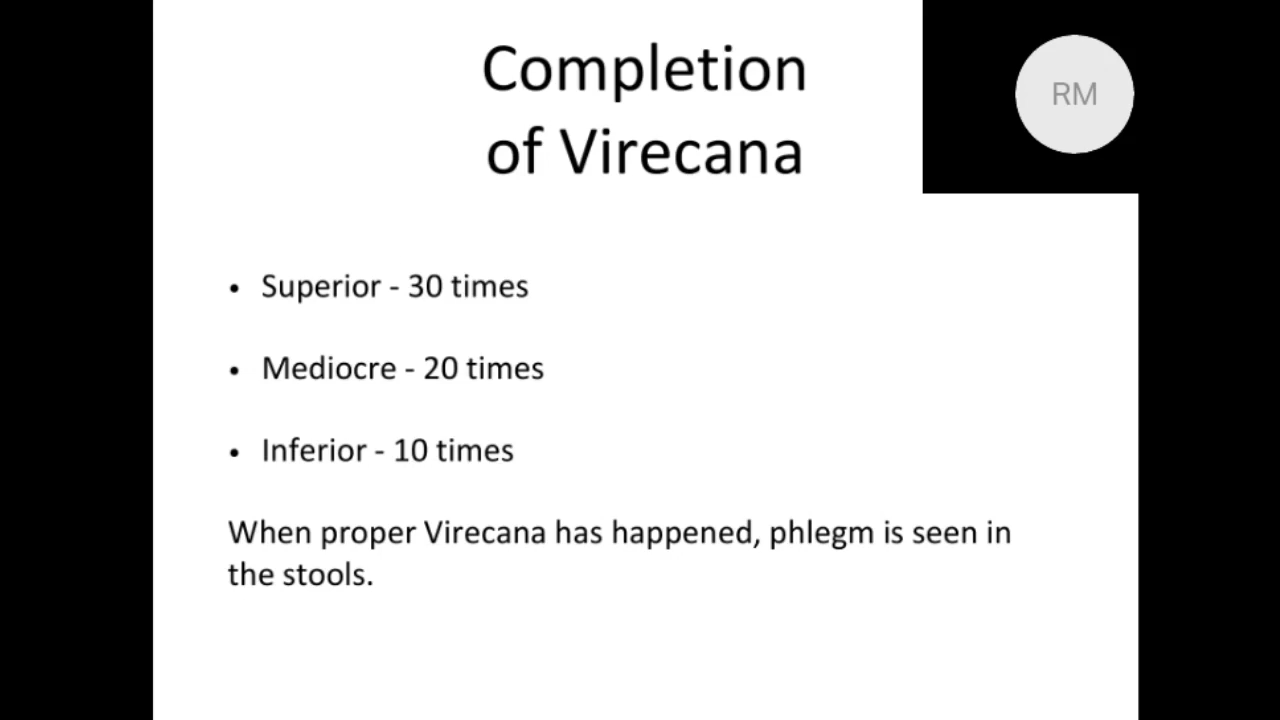 Completion
of Virecana
RM
• Superior - 30 times
• Mediocre - 20 times
• Inferior - 10 times
When proper Virecana has happened, phlegm is seen in
the stools.